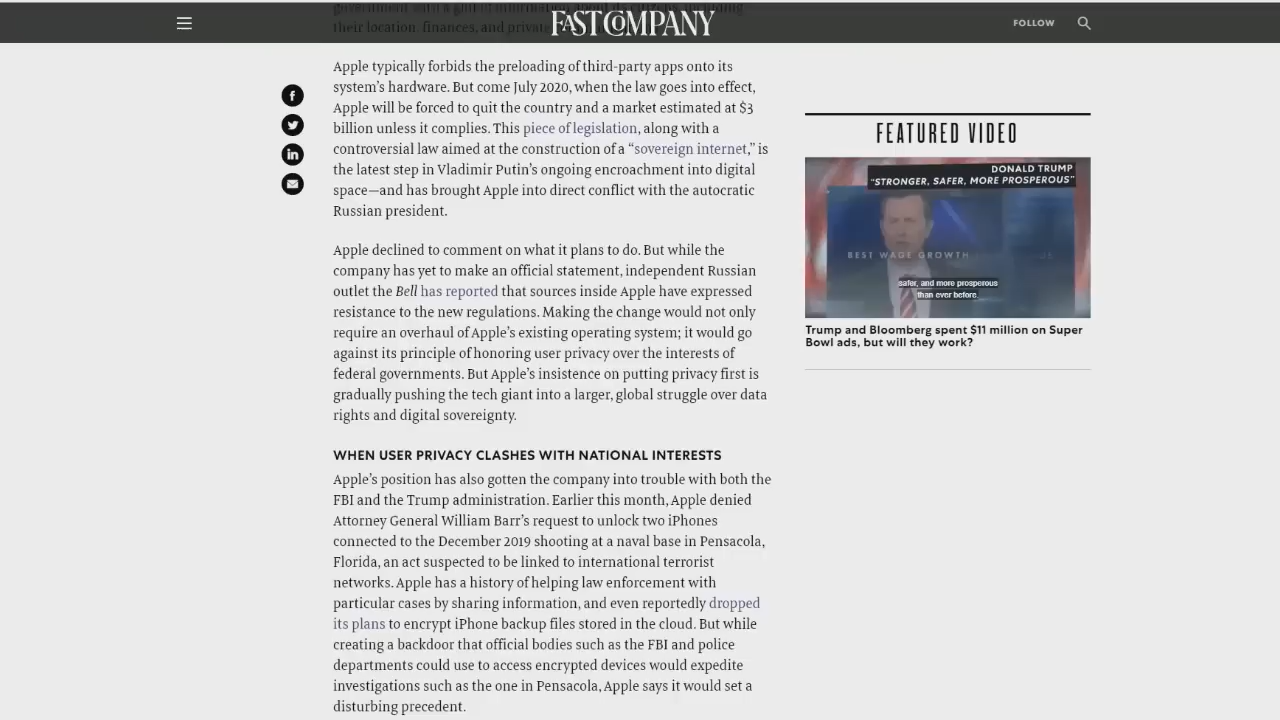 their location, finances, and private
FAST COMPANY
FOLLOW
Apple typically forbids the preloading of third-party apps onto its
system's hardware. But come July 2020, when the law goes into effect,
Apple will be forced to quit the country and a market estimated at $3
billion unless it complies. This piece of legislation, along with a
controversial law aimed at the construction of a “sovereign internet,” is
the latest step in Vladimir Putin's ongoing encroachment into digital
space—and has brought Apple into direct conflict with the autocratic
Russian president.
Apple declined to comment on what it plans to do. But while the
company has yet to make an official statement, independent Russian
outlet the Bell has reported that sources inside Apple have expressed
resistance to the new regulations. Making the change would not only
require an overhaul of Apple's existing operating system; it would go
against its principle of honoring user privacy over the interests of
federal governments. But Apple's insistence on putting privacy first is
gradually pushing the tech giant into a larger, global struggle over data
rights and digital sovereignty.
WHEN USER PRIVACY CLASHES WITH NATIONAL INTERESTS
Apple's position has also gotten the company into trouble with both the
FBI and the Trump administration. Earlier this month, Apple denied
Attorney General William Barr's request to unlock two iPhones
connected to the December 2019 shooting at a naval base in Pensacola,
Florida, an act suspected to be linked to international terrorist
networks. Apple has a history of helping law enforcement with
particular cases by sharing information, and even reportedly dropped
its plans to encrypt iPhone backup files stored in the cloud. But while
creating a backdoor that official bodies such as the FBI and police
departments could use to access encrypted devices would expedite
investigations such as the one in Pensacola, Apple says it would set a
disturbing precedent.
FEATURED VIDEO
DONALD TRUMP
"STRONGER, SAFER, MORE PROSPEROUS"
BEST WAGE GROWTH
safer, and more prosperous
than ever before.
Trump and Bloomberg spent $11 million on Super
Bowl ads, but will they work?